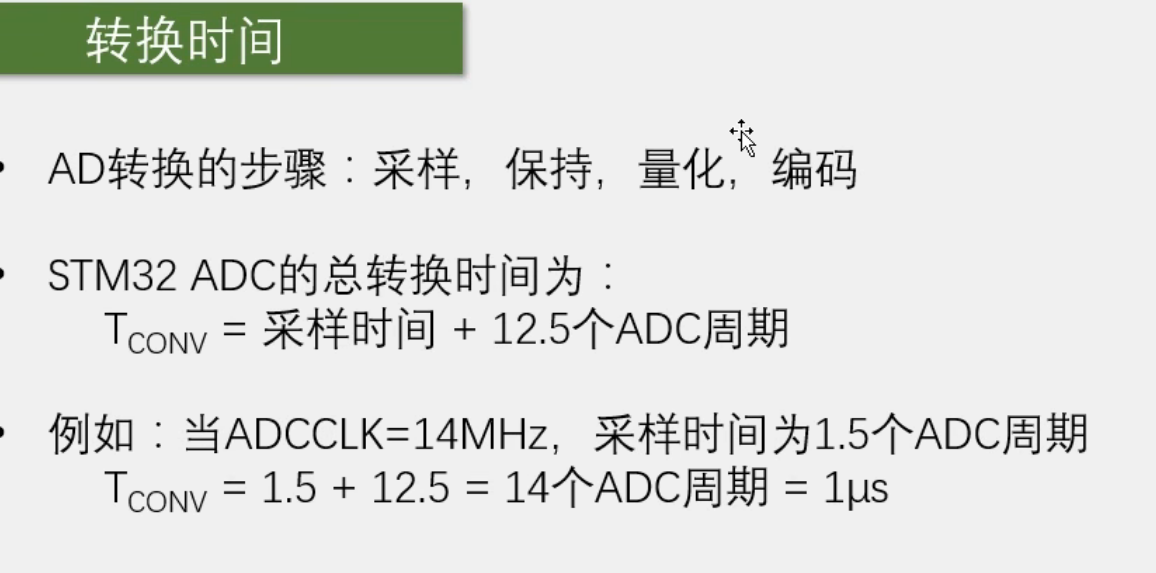 转换时间
• AD转换的步骤：采样，保持，量化，编码
• STM32 ADC的总转换时间为：
TCONV = 采样时间 + 12.5个ADC周期
• 例如：当ADCCLK=14MHz，采样时间为1.5个ADC周期
TCONV = 1.5 + 12.5 = 14个ADC周期 = 1μs